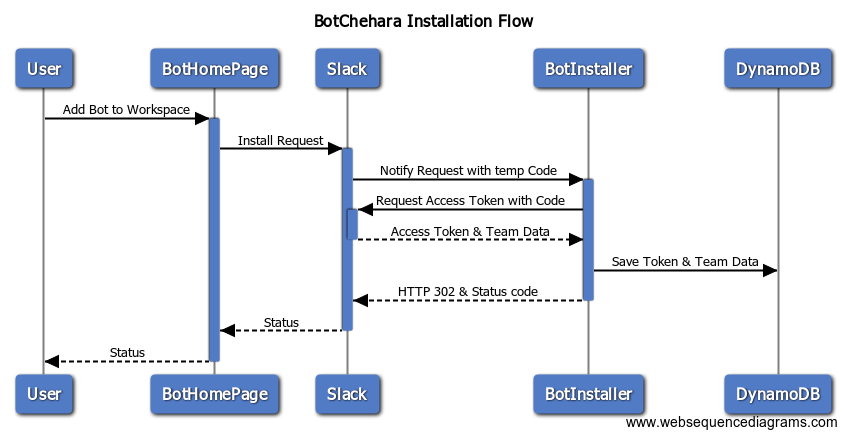 BotChehara Installation Flow
User BotHomePage Slack BotInstaller DynamoDB
Add Bot to Workspace
Install Request
Notify Request with temp Code
Request Access Token with Code
Access Token & Team Data
Save Token & Team Data
HTTP 302 & Status code
Status
Status
User BotHomePage Slack BotInstaller DynamoDB
www.websequencediagrams.com